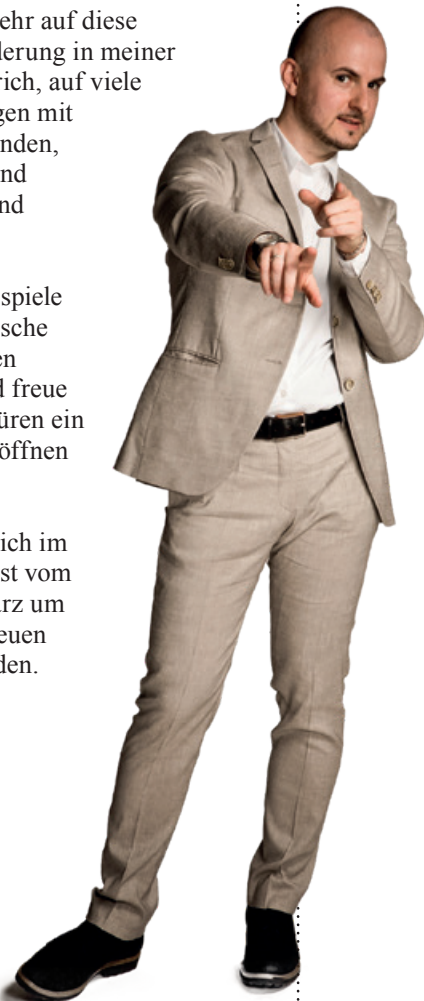 ehr auf diese
lerung in meiner
rich, auf viele
gen mit
nden,
nd
nd
spiele
sche
en
d freue
üren ein
öffnen
ich im
st vom
arz um
euen
den.